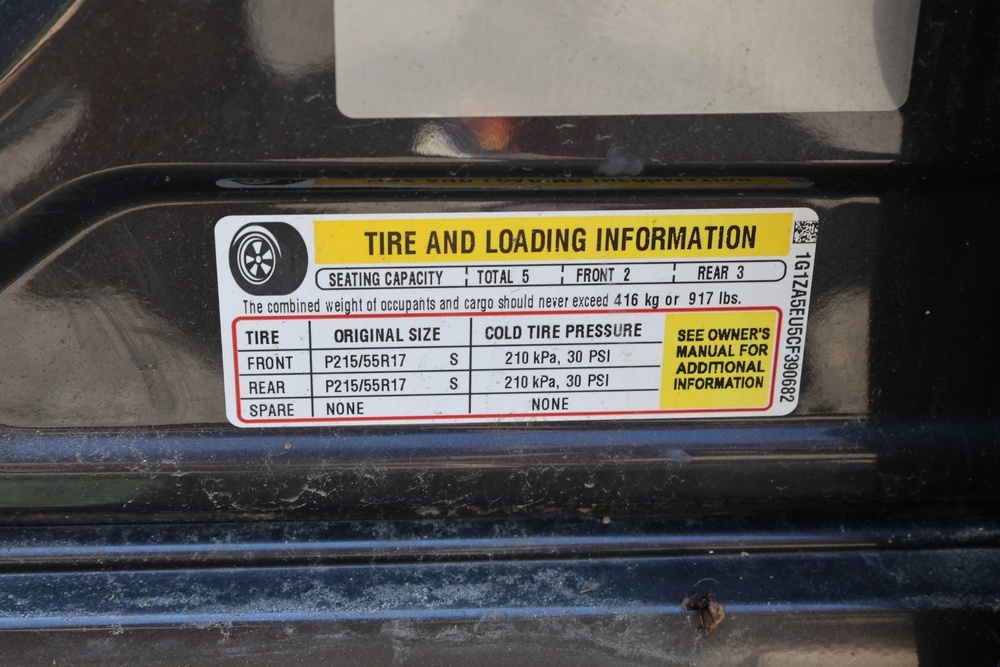 TIRE AND LOADING INFORMATION
SEATING CAPACITY TOTAL 5 FRONT 2 REAR 3
The combined weight of occupants and cargo should never exceed 416 kg or 917 lbs.
TIRE ORIGINAL SIZE COLD TIRE PRESSURE
FRONT P215/55R17 S 210 kPa, 30 PSI
REAR P215/55R17 S 210 kPa, 30 PSI
SPARE NONE NONE
SEE OWNER'S
MANUAL FOR
ADDITIONAL
INFORMATION
1G1ZA5EU5CF390682